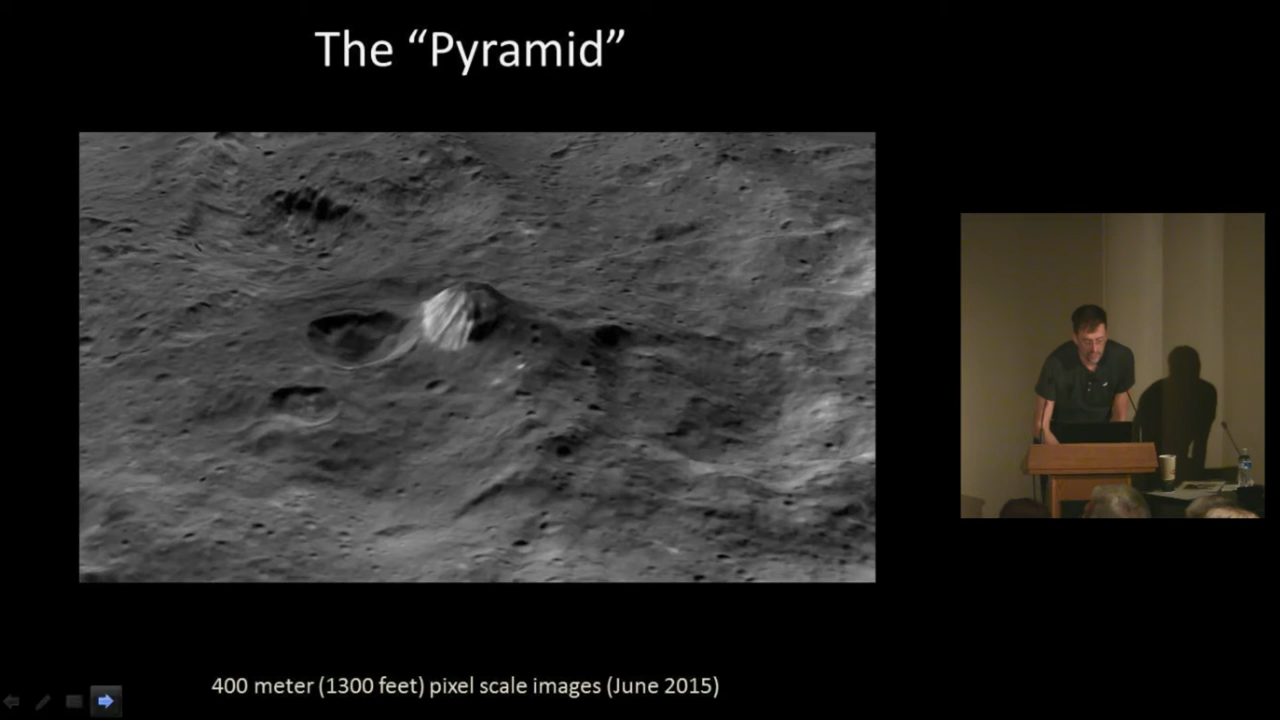 The “Pyramid”
400 meter (1300 feet) pixel scale images (June 2015)